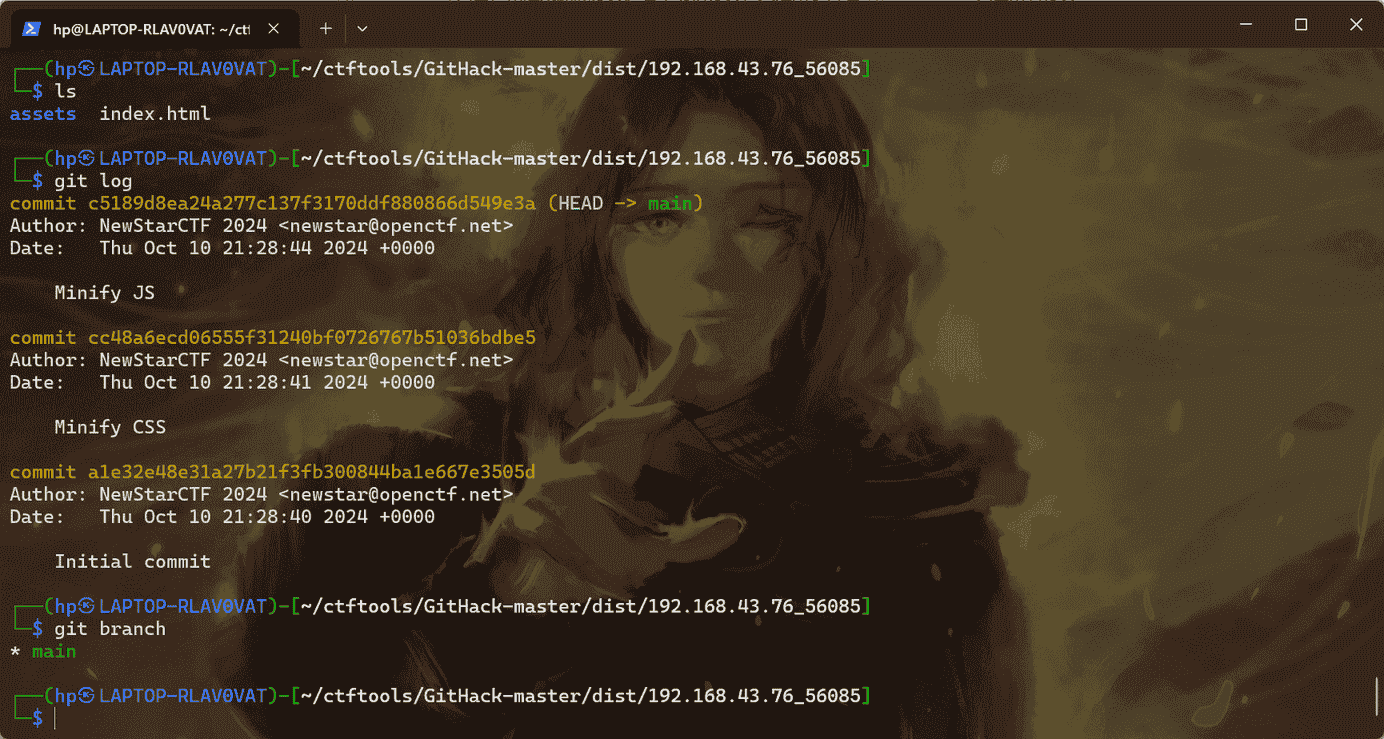 hp@LAPTOP-RLAV0VAT: ~/ctf
┌──(hp㉿LAPTOP-RLAV0VAT)-[~/ctftools/GitHack-master/dist/192.168.43.76_56085]
└─$ ls
assets  index.html
┌──(hp㉿LAPTOP-RLAV0VAT)-[~/ctftools/GitHack-master/dist/192.168.43.76_56085]
└─$ git log
commit c5189d8ea24a277c137f3170ddf880866d549e3a (HEAD -> main)
Author: NewStarCTF 2024 <newstar@openctf.net>
Date:   Thu Oct 10 21:28:44 2024 +0000
Minify JS
commit cc48a6ecd06555f31240bf0726767b51036bdbe5
Author: NewStarCTF 2024 <newstar@openctf.net>
Date:   Thu Oct 10 21:28:41 2024 +0000
Minify CSS
commit a1e32e48e31a27b21f3fb300844ba1e667e3505d
Author: NewStarCTF 2024 <newstar@openctf.net>
Date:   Thu Oct 10 21:28:40 2024 +0000
Initial commit
┌──(hp㉿LAPTOP-RLAV0VAT)-[~/ctftools/GitHack-master/dist/192.168.43.76_56085]
└─$ git branch
* main
┌──(hp㉿LAPTOP-RLAV0VAT)-[~/ctftools/GitHack-master/dist/192.168.43.76_56085]
└─$